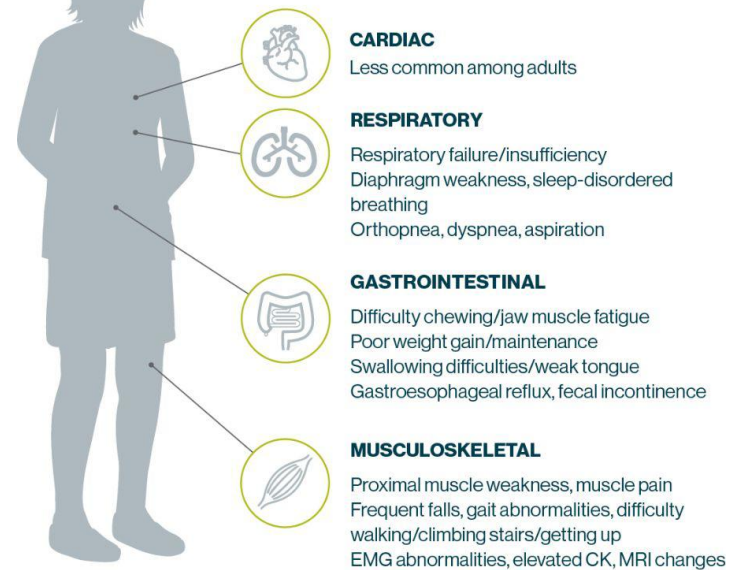 CARDIAC
Less common among adults
RESPIRATORY
Respiratory failure/insufficiency
Diaphragm weakness, sleep-disordered
breathing
Orthopnea, dyspnea, aspiration
GASTROINTESTINAL
Difficulty chewing/jaw muscle fatigue
Poor weight gain/maintenance
Swallowing difficulties/weak tongue
Gastroesophageal reflux, fecal incontinence
MUSCULOSKELETAL
Proximal muscle weakness, muscle pain
Frequent falls, gait abnormalities, difficulty
walking/climbing stairs/getting up
EMG abnormalities, elevated CK, MRI changes